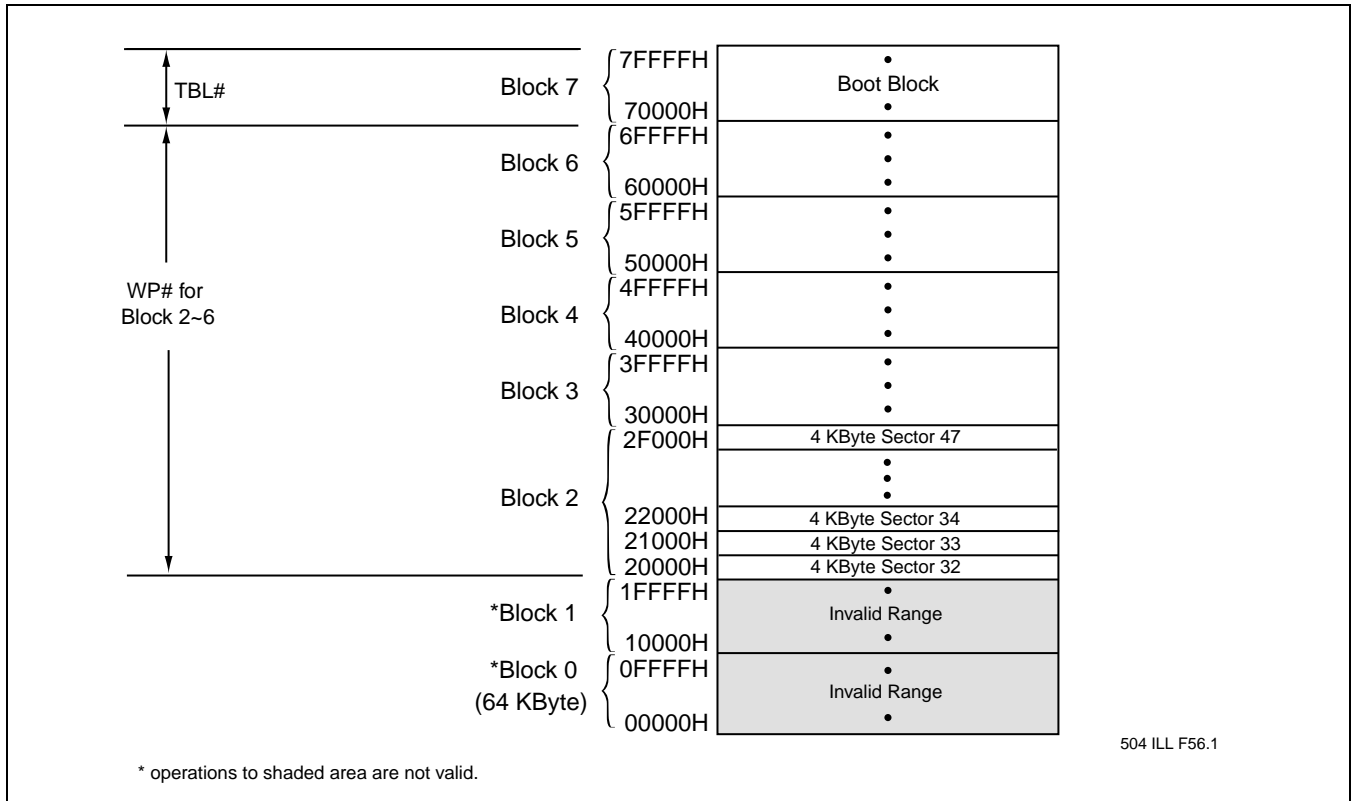 TBL#
Block 7
7FFFFH
Boot Block
70000H
Block 6
6FFFFH
60000H
Block 5
5FFFFH
50000H
WP# for
Block 2~6
Block 4
4FFFFH
40000H
Block 3
3FFFFH
30000H
Block 2
2F000H
4 KByte Sector 47
22000H
4 KByte Sector 34
21000H
4 KByte Sector 33
20000H
4 KByte Sector 32
*Block 1
1FFFFH
Invalid Range
10000H
*Block 0
(64 KByte)
0FFFFH
Invalid Range
00000H
504 ILL F56.1
* operations to shaded area are not valid.